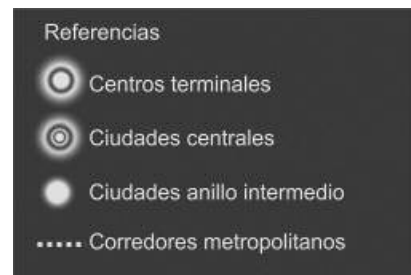 Referencias
Centros terminales
Ciudades centrales
Ciudades anillo intermedio
Corredores metropolitanos